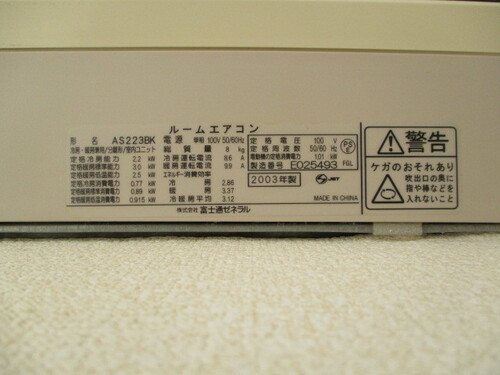 ルームエアコン
形名 AS223BK
冷房・暖房兼用/分離形/室内ユニット
定格冷房能力 2.2 kW
定格暖房標準能力 3.0 kW
定格暖房低温能力 2.5 kW
定格冷房消費電力 0.77 kW
定格暖房標準消費電力 0.89 kW
定格暖房低温消費電力 0.915 kW
電源 単相 100V 50/60Hz
総質量 8 kg
冷房運転電流 8.6 A
暖房運転電流 9.9 A
エネルギー消費効率
冷房 2.86
暖房 3.37
冷暖房平均 3.12
株式会社 富士通ゼネラル
定格電圧 100 V
定格周波数 50/60 Hz
電動機の定格消費電力 101 kW
製造番号 E025493
PS E
FGL
2003年製
JET
MADE IN CHINA
警告
ケガのおそれあり
吹出口の奥に
指や棒などを
入れないこと